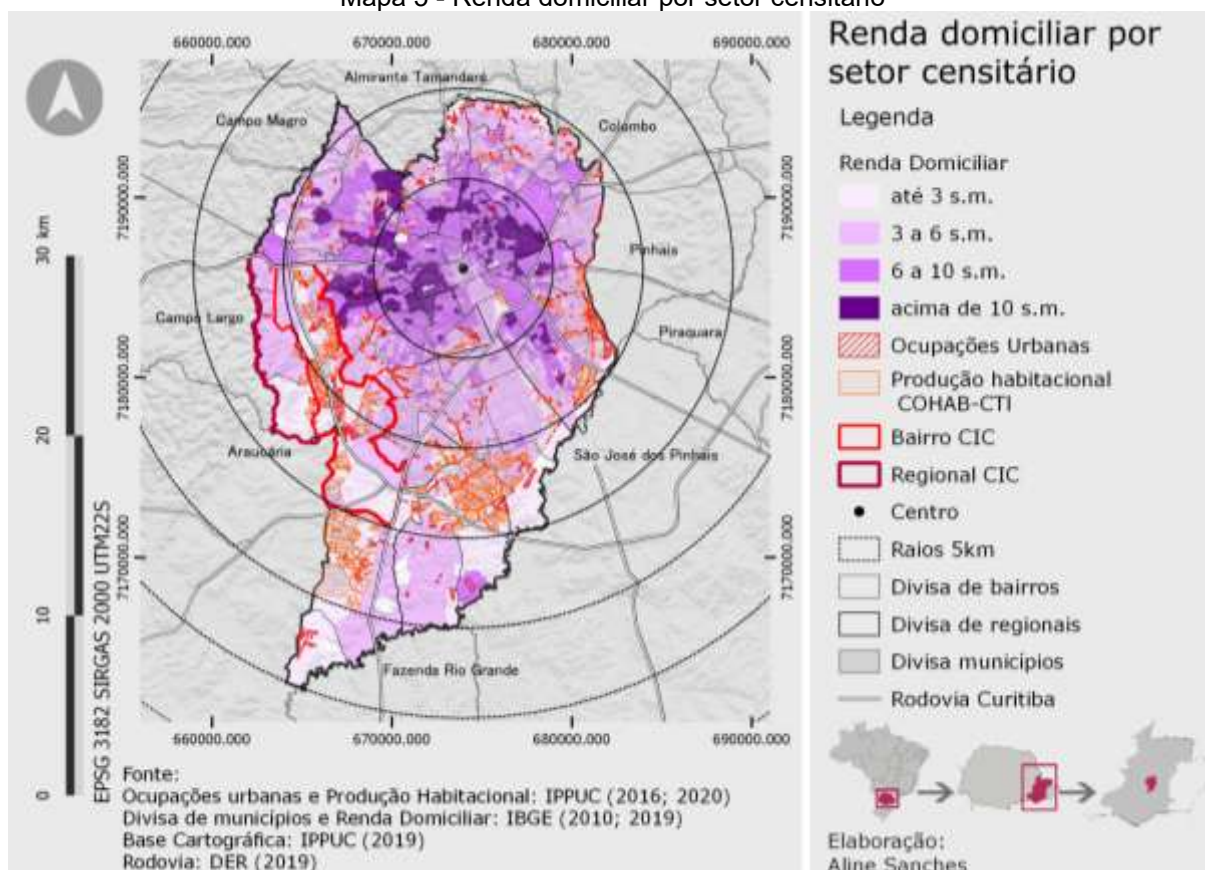 Mapa 5 - Renda domiciliar por setor censitário
660000.000 670000.000 680000.000 690000.000
Almirante Tamandaré
Campo Magro
Colombo
7190000.000
7190000.000
30 km
Pinhais
Campo Largo
Piraquara
7180000.000
7180000.000
20
Araucária
São José dos Pinhais
7170000.000
7170000.000
10
Fazenda Rio Grande
0
EPSG 3182 SIRGAS 2000 UTM22S
660000.000 670000.000 680000.000 690000.000
Fonte:
Ocupações urbanas e Produção Habitacional: IPPUC (2016; 2020)
Divisa de municípios e Renda Domiciliar: IBGE (2010; 2019)
Base Cartográfica: IPPUC (2019)
Rodovia: DER (2019)
Renda domiciliar por
setor censitário
Legenda
Renda Domiciliar
até 3 s.m.
3 a 6 s.m.
6 a 10 s.m.
acima de 10 s.m.
Ocupações Urbanas
Produção habitacional
COHAB-CTI
Bairro CIC
Regional CIC
Centro
Raios 5km
Divisa de bairros
Divisa de regionais
Divisa municípios
Rodovia Curitiba
Elaboração:
Aline Sanches